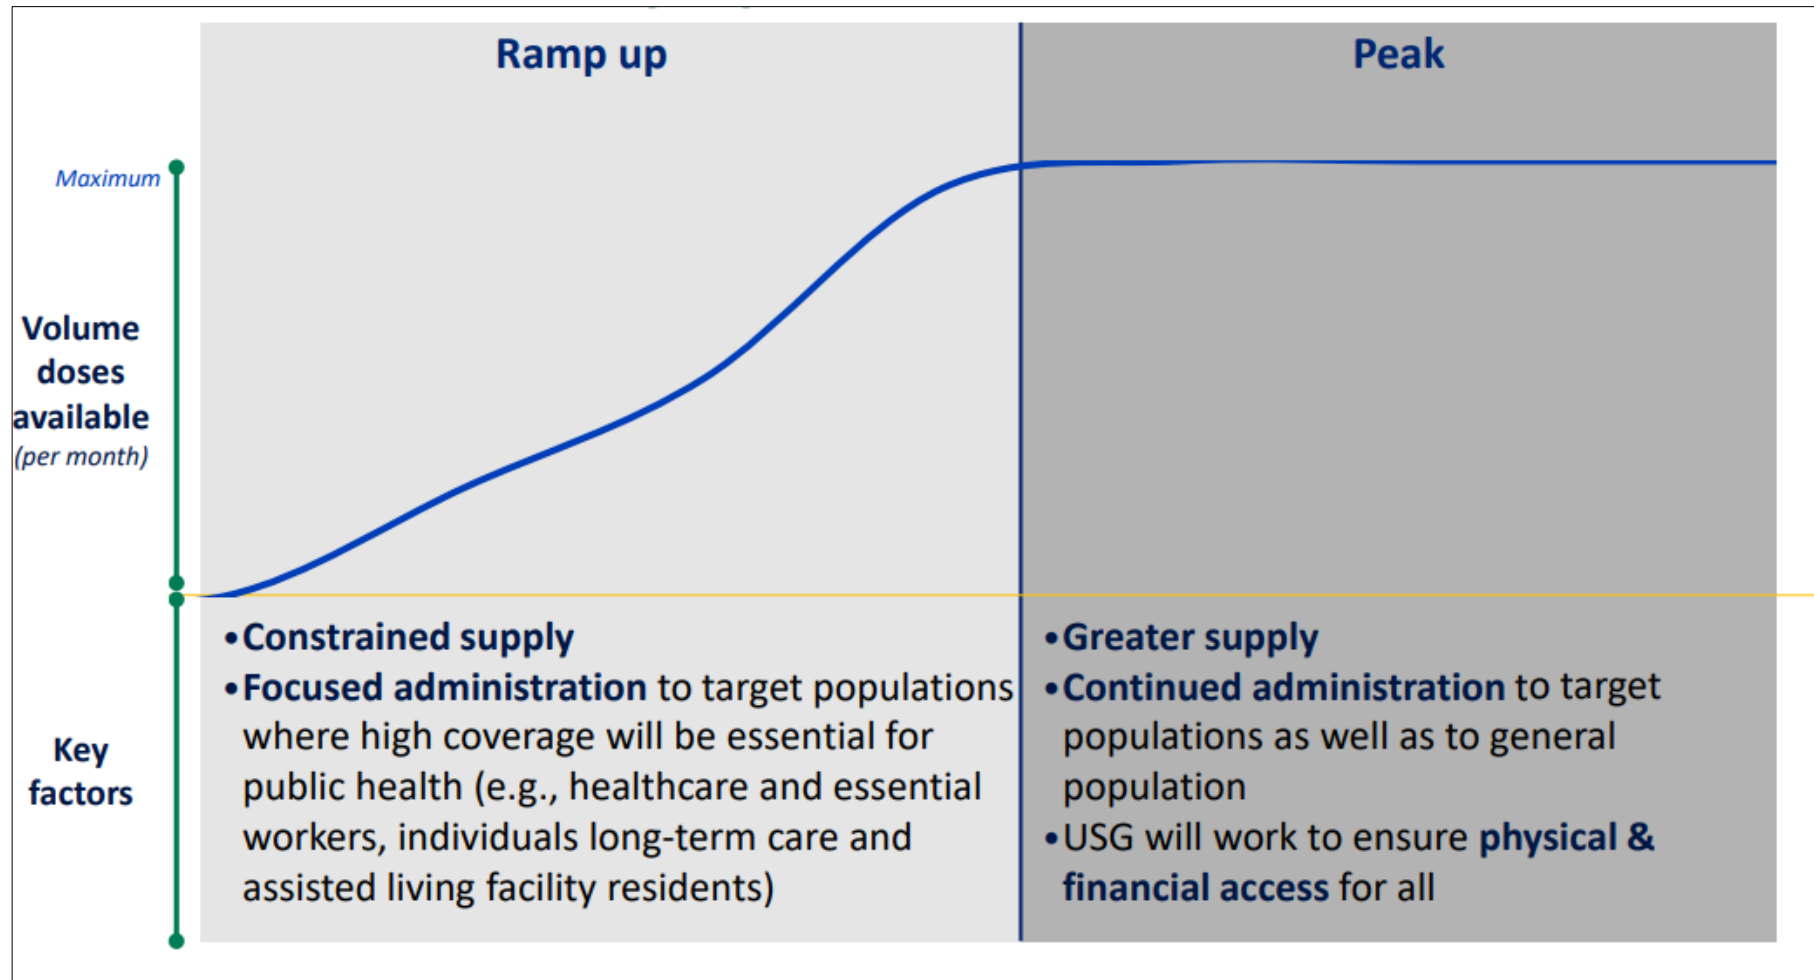 Ramp up
Peak
Maximum
Volume
doses
available
(per month)
Key
factors
•Constrained supply
•Focused administration to target populations
where high coverage will be essential for
public health (e.g., healthcare and essential
workers, individuals long-term care and
assisted living facility residents)
•Greater supply
•Continued administration to target
populations as well as to general
population
•USG will work to ensure physical &
financial access for all